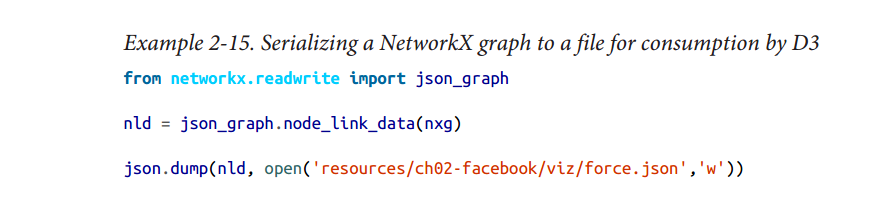 Example 2-15. Serializing a NetworkX graph to a file for consumption by D3
from networkx.readwrite import json_graph
nld = json_graph.node_link_data(nxg)
json.dump(nld, open('resources/ch02-facebook/viz/force.json','w'))